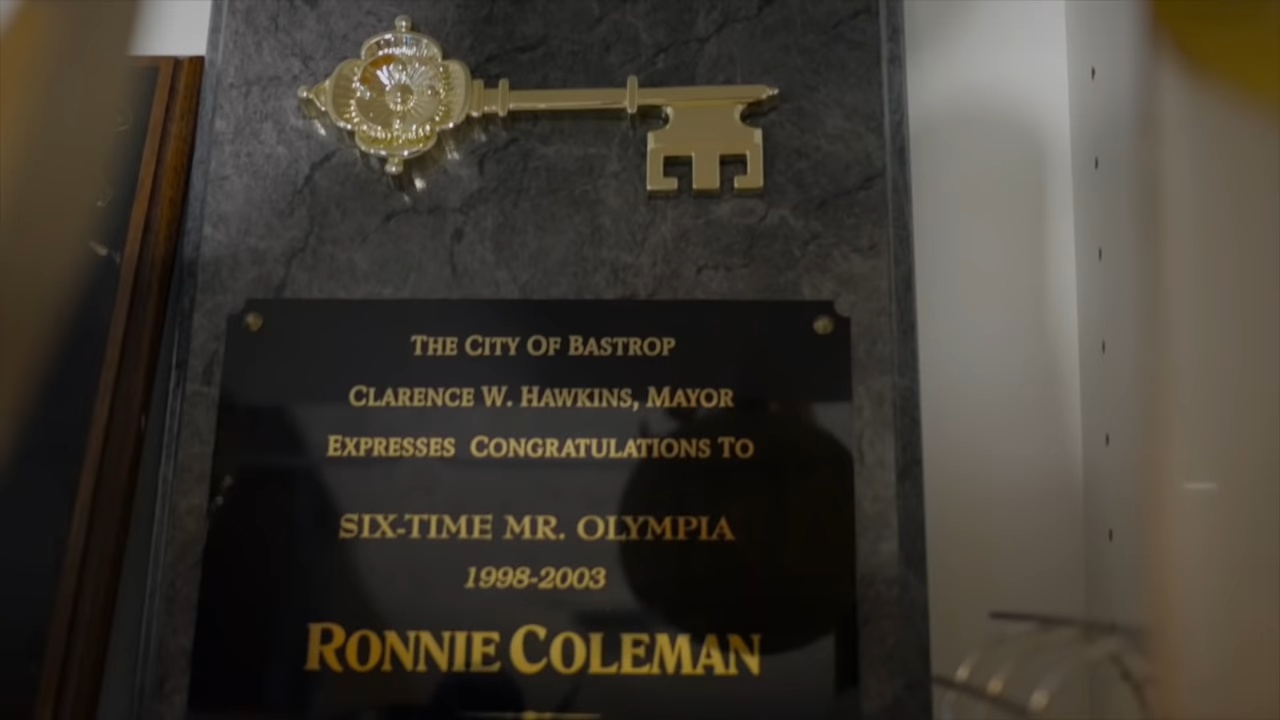 THE CITY OF BASTROP
CLARENCE W. HAWKINS, MAYOR
EXPRESSES CONGRATULATIONS TO
SIX-TIME MR. OLYMPIA
1998-2003
RONNIE COLEMAN